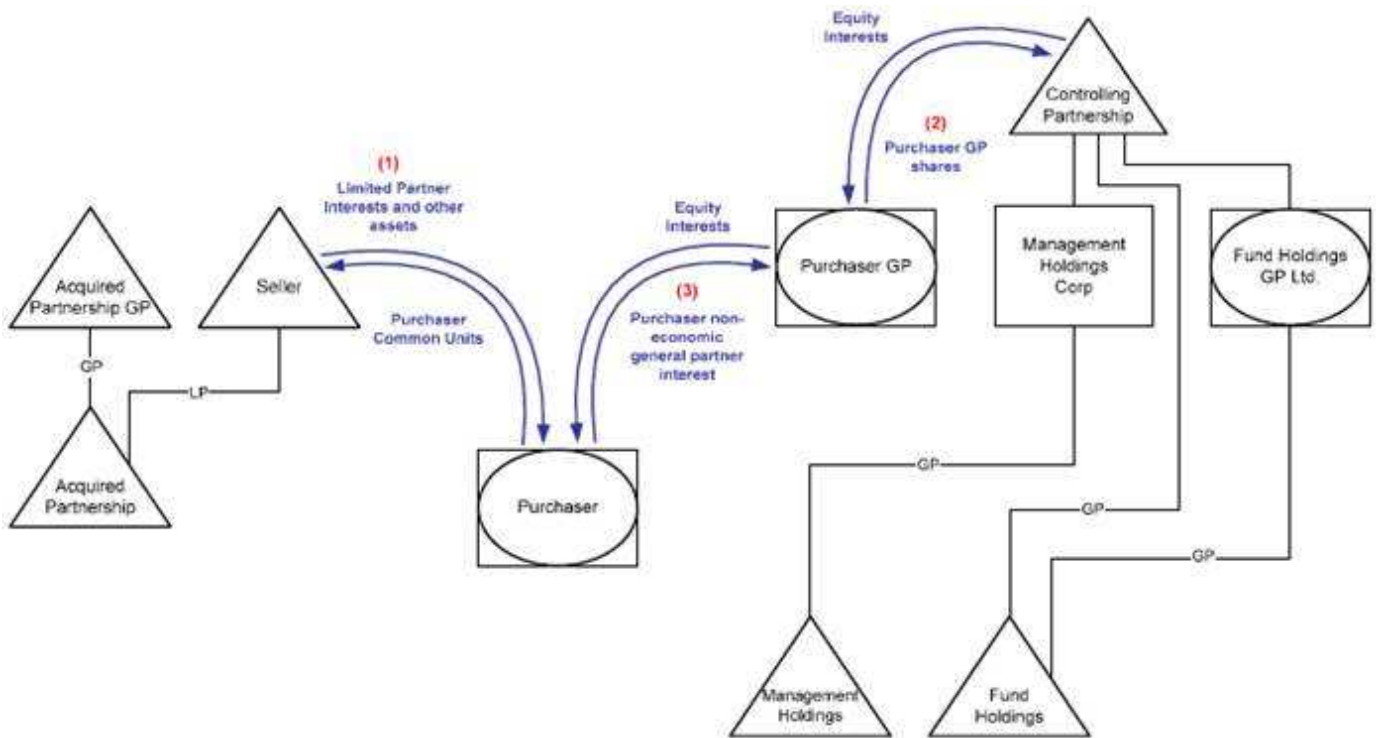 Equity
Interests
Controlling
Partnership
(2)
Purchaser GP
shares
(1)
Limited Partner
Interests and other
assets
Equity
Interests
Acquired
Partnership GP
Seller
Purchaser GP
Management
Holdings
Corp
Fund Holdings
GP Ltd.
(3)
Purchaser non-
economic
general partner
interest
Purchaser
Common Units
GP
LP
Acquired
Partnership
Purchaser
GP
GP
GP
Management
Holdings
Fund
Holdings